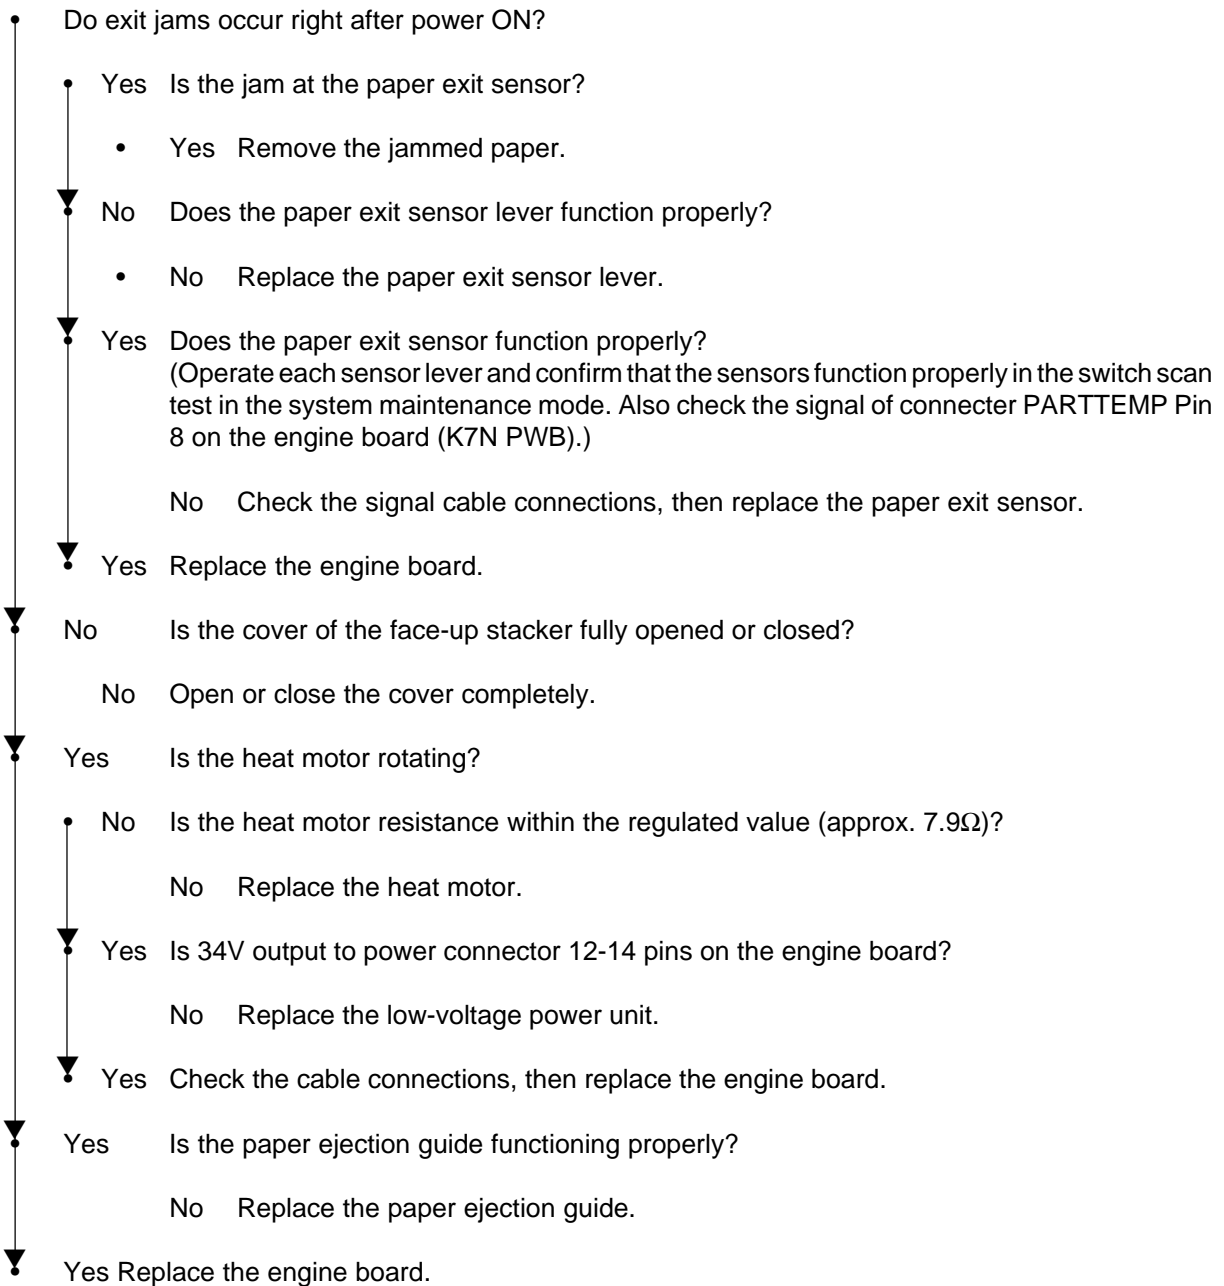 • Do exit jams occur right after power ON?
• Yes Is the jam at the paper exit sensor?
• Yes Remove the jammed paper.
• No Does the paper exit sensor lever function properly?
• No Replace the paper exit sensor lever.
• Yes Does the paper exit sensor function properly?
(Operate each sensor lever and confirm that the sensors function properly in the switch scan
test in the system maintenance mode. Also check the signal of connecter PARTTEMP Pin
8 on the engine board (K7N PWB).)
No Check the signal cable connections, then replace the paper exit sensor.
• Yes Replace the engine board.
• No Is the cover of the face-up stacker fully opened or closed?
No Open or close the cover completely.
• Yes Is the heat motor rotating?
• No Is the heat motor resistance within the regulated value (approx. 7.9Ω)?
No Replace the heat motor.
• Yes Is 34V output to power connector 12-14 pins on the engine board?
No Replace the low-voltage power unit.
• Yes Check the cable connections, then replace the engine board.
• Yes Is the paper ejection guide functioning properly?
No Replace the paper ejection guide.
• Yes Replace the engine board.